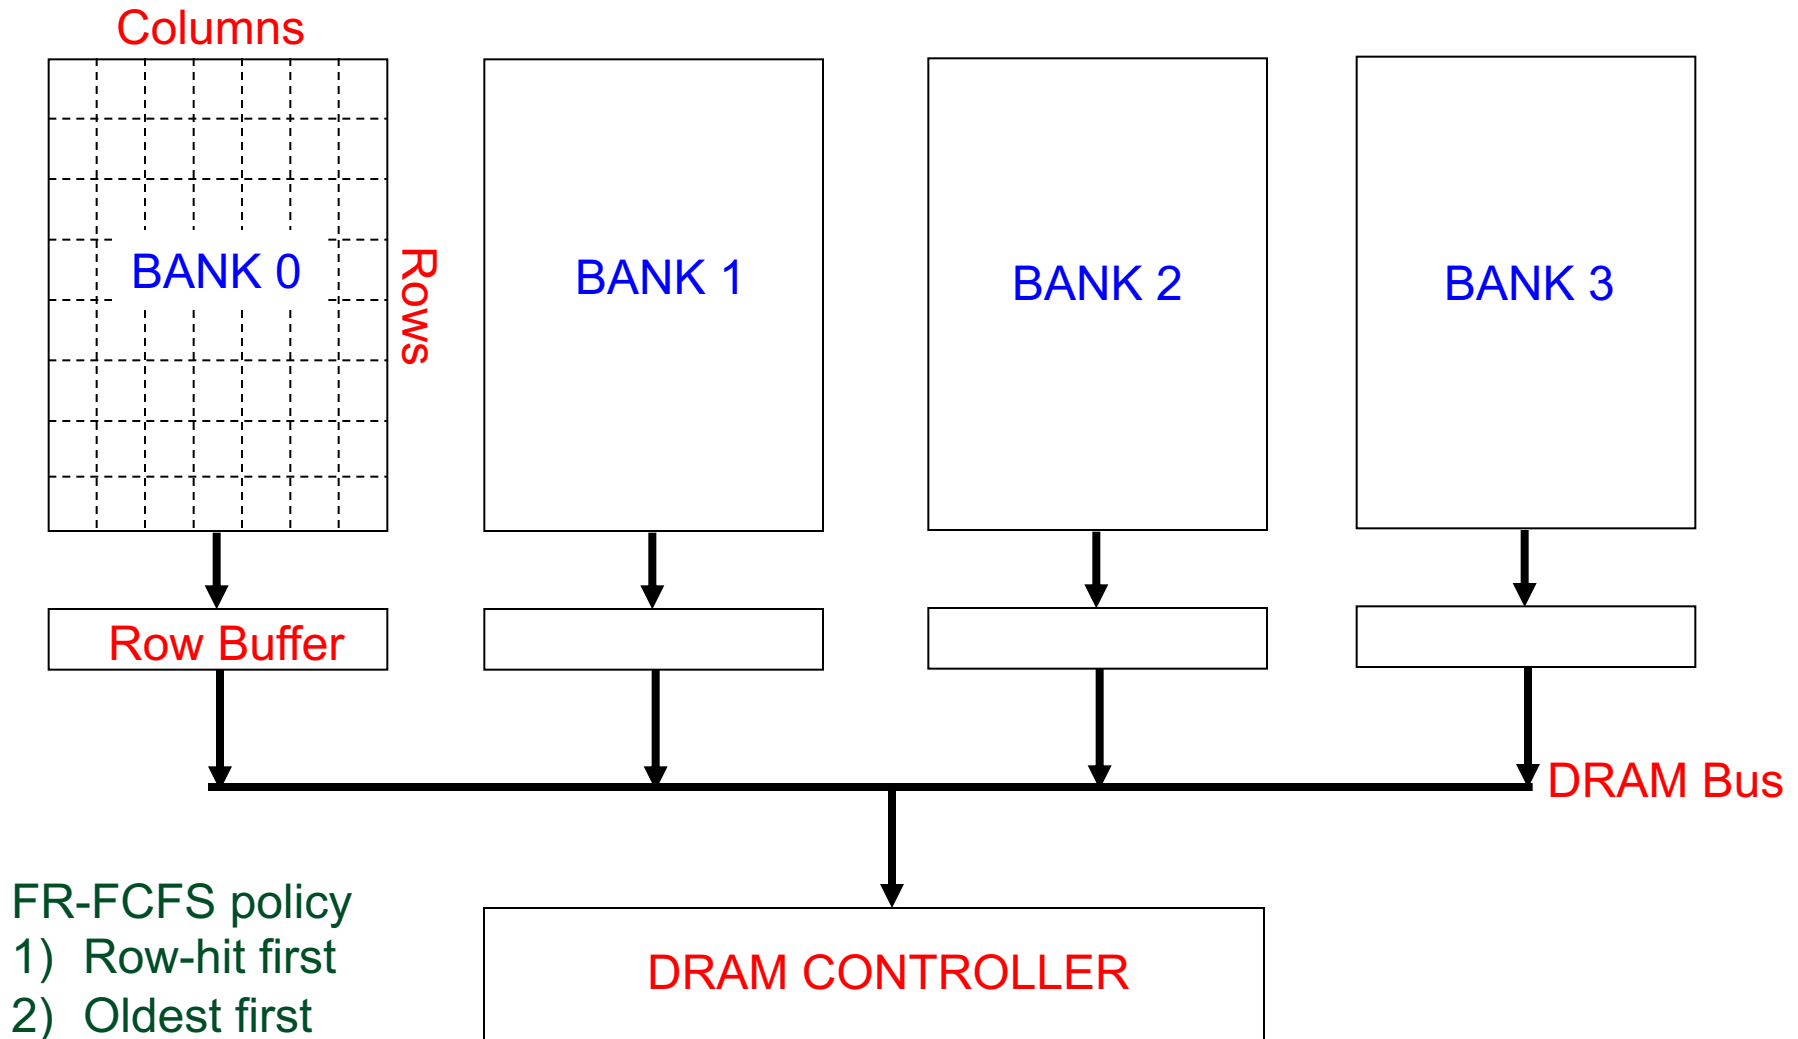 Columns
BANK 0
Rows
BANK 1
BANK 2
BANK 3
Row Buffer
DRAM Bus
FR-FCFS policy
1) Row-hit first
2) Oldest first
DRAM CONTROLLER